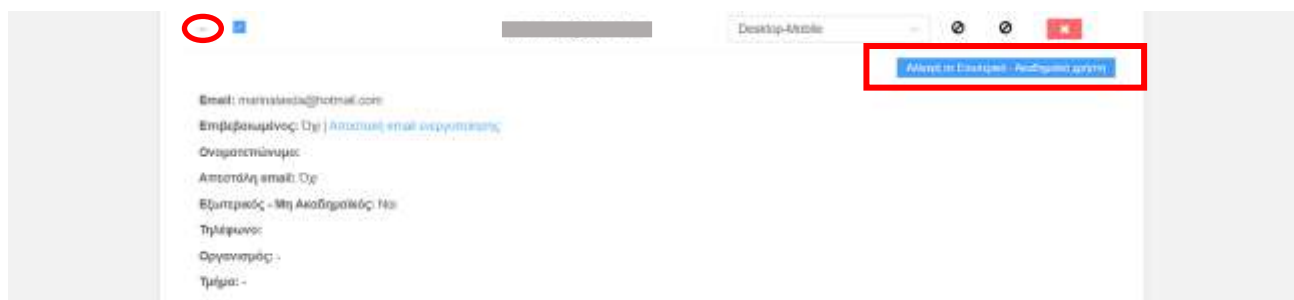 Desktop-Mobile
Αλλαγή σε Εσωτερικό - Ακαδημαϊκό χρήστη
Email: @hotmail.com
Επιβεβαιωμένος: Όχι | Αποστολή email ενεργοποίησης
Ονοματεπώνυμο:
Αποστολή email: Όχι
Εξωτερικός - Μη Ακαδημαϊκός: Ναι
Τηλέφωνο:
Οργανισμός: -
Τμήμα: -